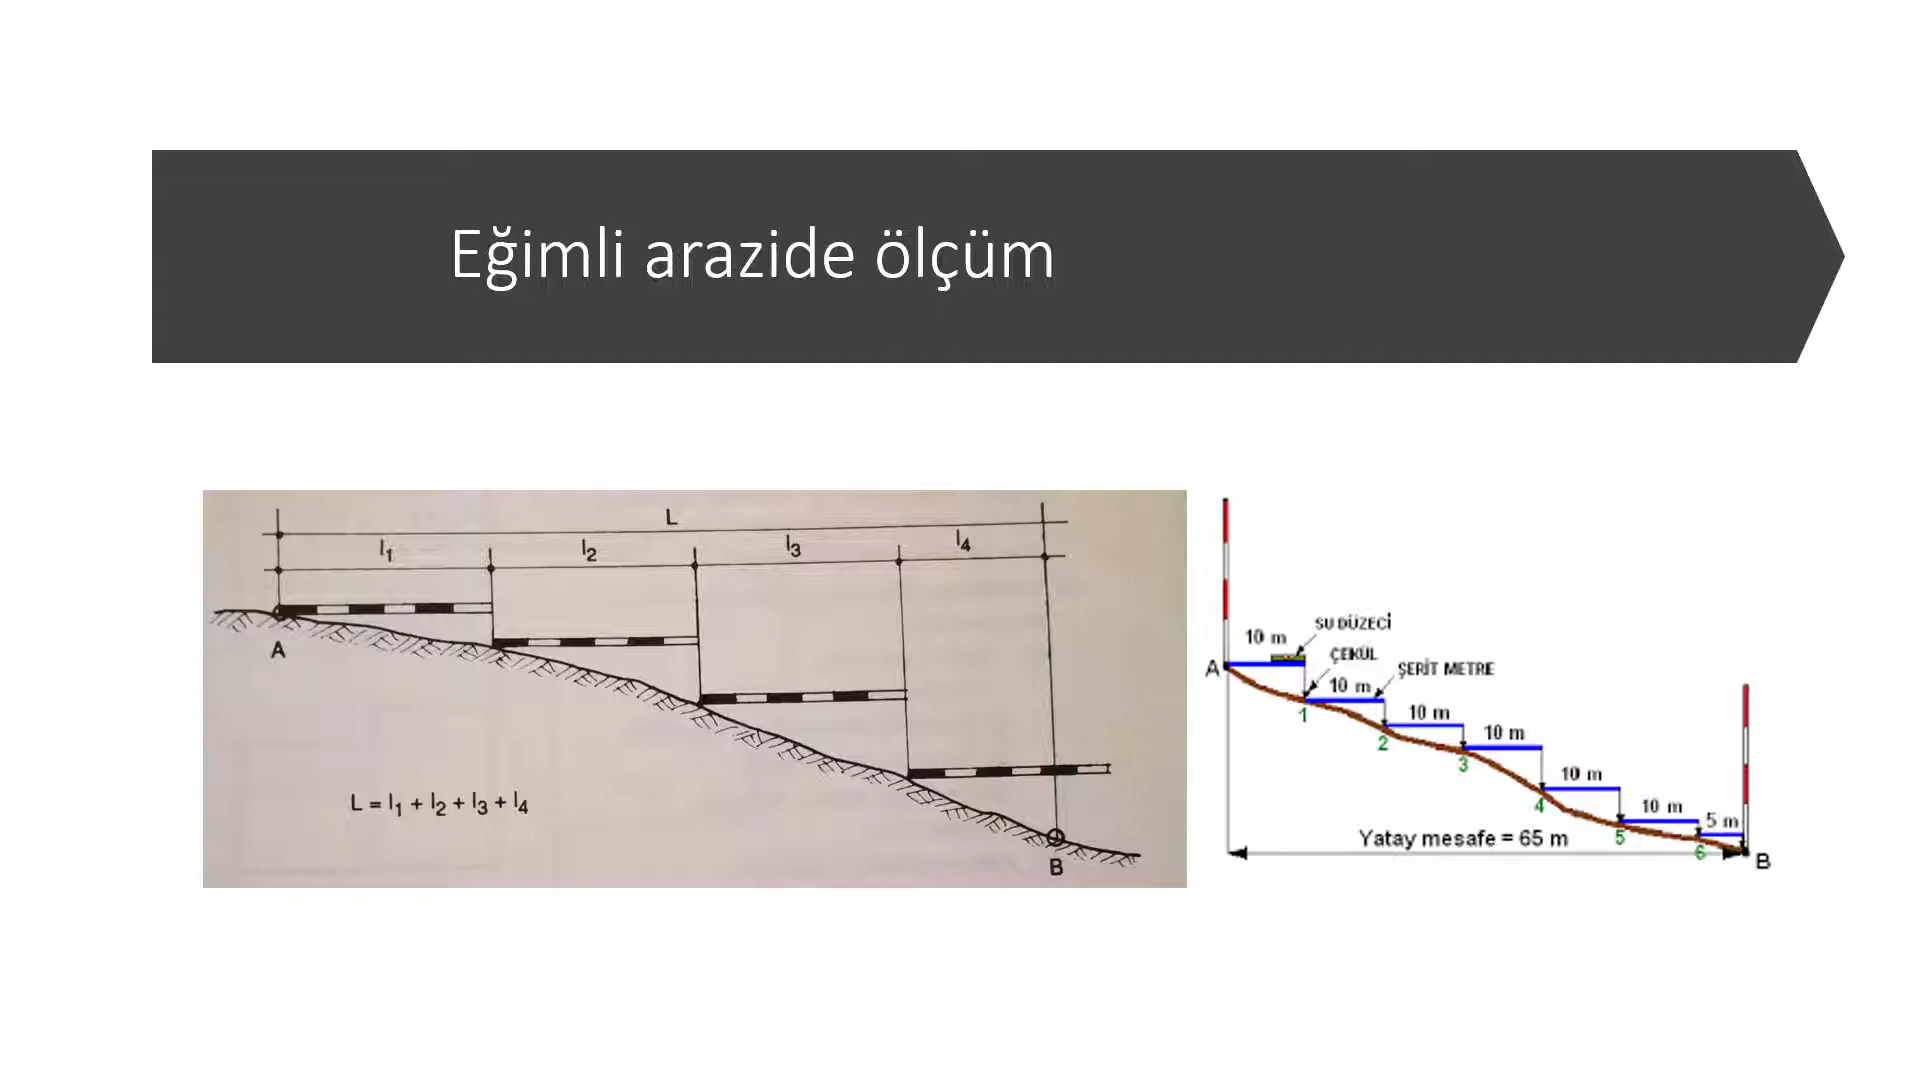 Eğimli arazide ölçüm
L
l1 l2 l3 l4
A
L = l1 + l2 + l3 + l4
B
SU DÜZECİ
10 m
ÇEKÜL
A
ŞERİT METRE
10 m
1
10 m
2
10 m
3
10 m
4
10 m
5
5 m
6
Yatay mesafe = 65 m
B